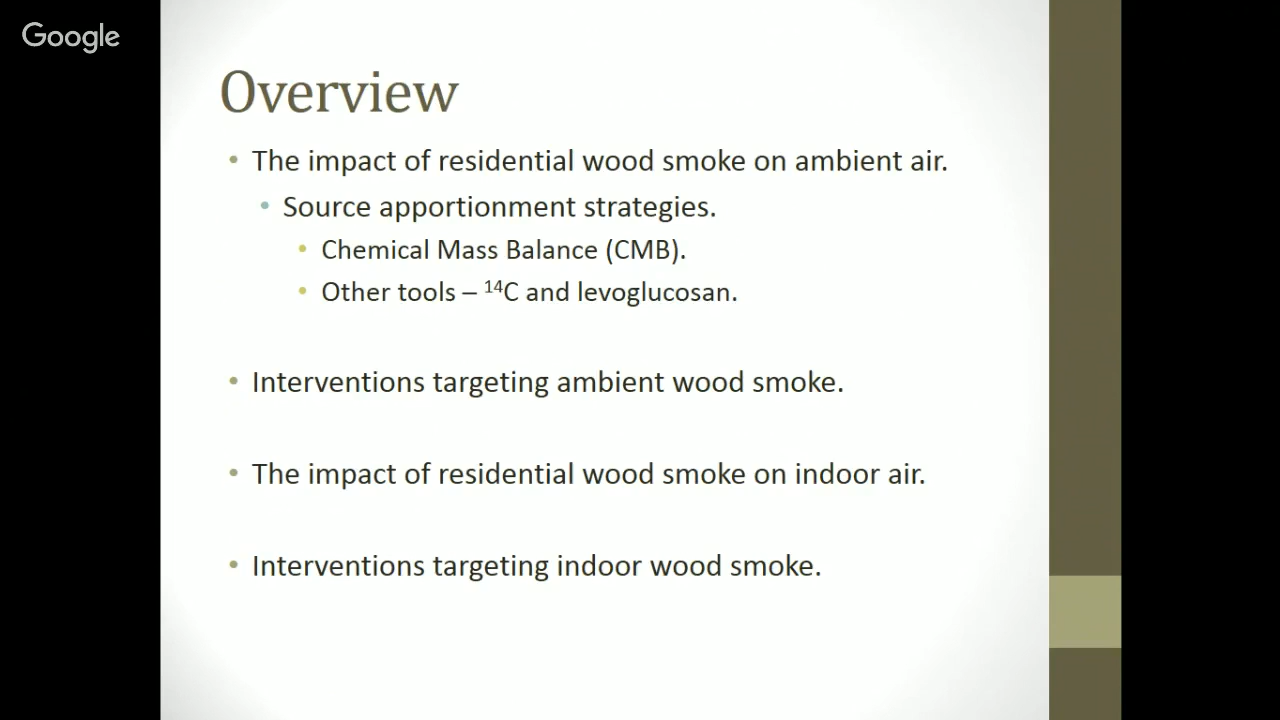 Google
Overview
• The impact of residential wood smoke on ambient air.
• Source apportionment strategies.
• Chemical Mass Balance (CMB).
• Other tools – ¹⁴C and levoglucosan.
• Interventions targeting ambient wood smoke.
• The impact of residential wood smoke on indoor air.
• Interventions targeting indoor wood smoke.